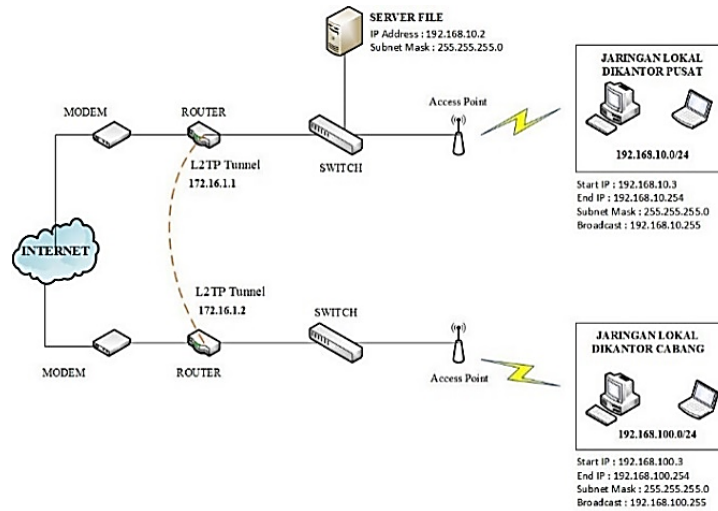 SERVER FILE
IP Address : 192.168.10.2
Subnet Mask : 255.255.255.0
MODEM
ROUTER
Access Point
JARINGAN LOKAL
DIKANTOR PUSAT
192.168.10.0/24
L2TP Tunnel
172.16.1.1
SWITCH
Start IP : 192.168.10.3
End IP : 192.168.10.254
Subnet Mask : 255.255.255.0
Broadcast : 192.168.10.255
INTERNET
L2TP Tunnel
172.16.1.2
SWITCH
MODEM
ROUTER
Access Point
JARINGAN LOKAL
DIKANTOR CABANG
192.168.100.0/24
Start IP : 192.168.100.3
End IP : 192.168.100.254
Subnet Mask : 255.255.255.0
Broadcast : 192.168.100.255